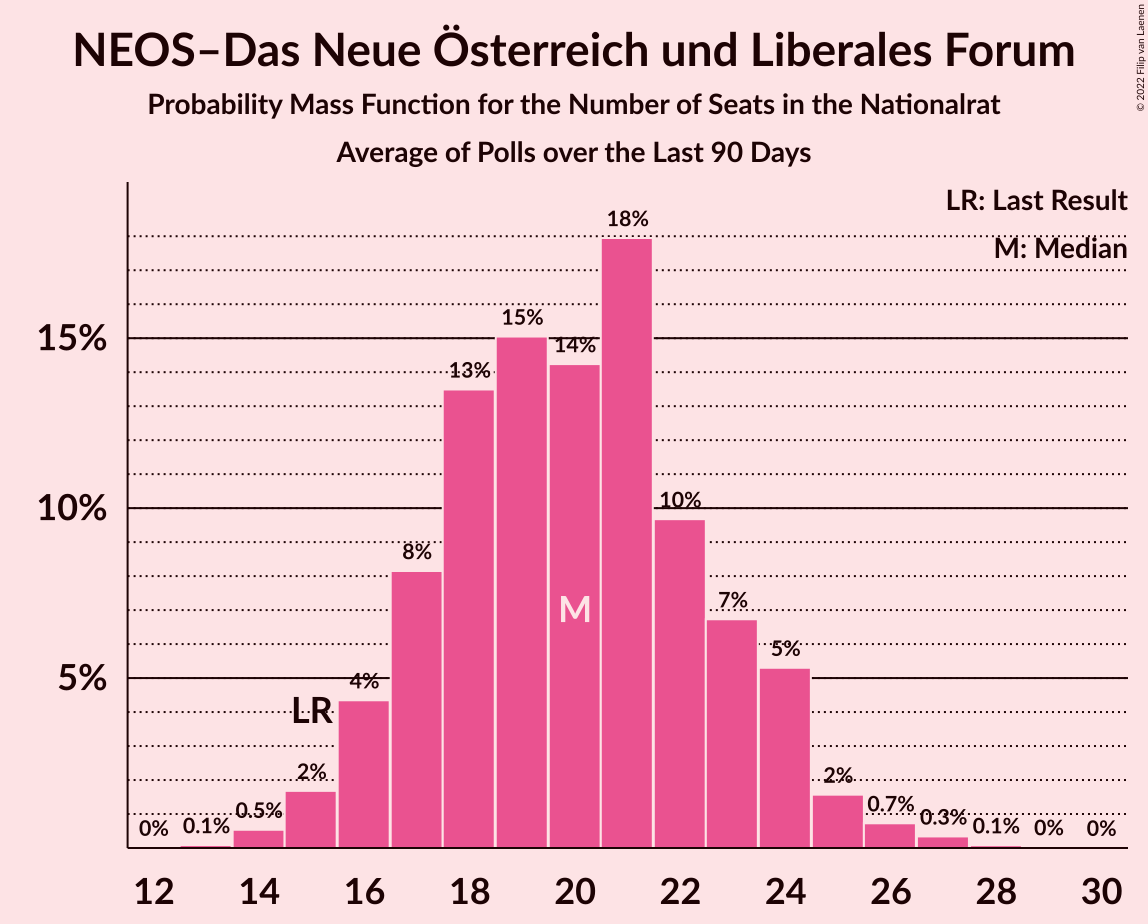 NEOS–Das Neue Österreich und Liberales Forum
Probability Mass Function for the Number of Seats in the Nationalrat
Average of Polls over the Last 90 Days
© 2022 Filip van Laenen
LR: Last Result
M: Median
18%
15%
15%
14%
13%
10%
10%
8%
M
7%
5%
5%
4%
LR
2%
2%
0%
0.1%
0.5%
0.7%
0.3%
0.1%
0%
0%
12 14 16 18 20 22 24 26 28 30